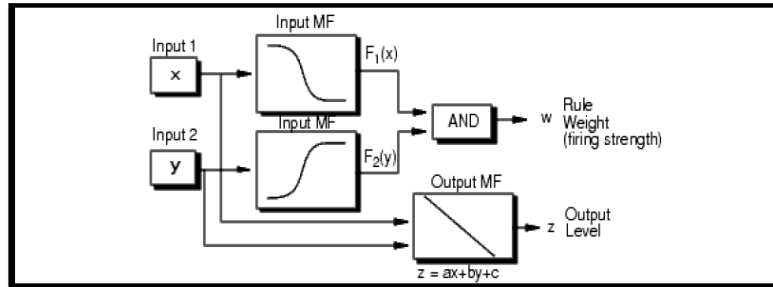 Input MF
Input 1
F1(x)
x
Input MF
AND
w
Rule
Weight
(firing strength)
Input 2
F2(y)
y
Output MF
z
Output
Level
z = ax+by+c